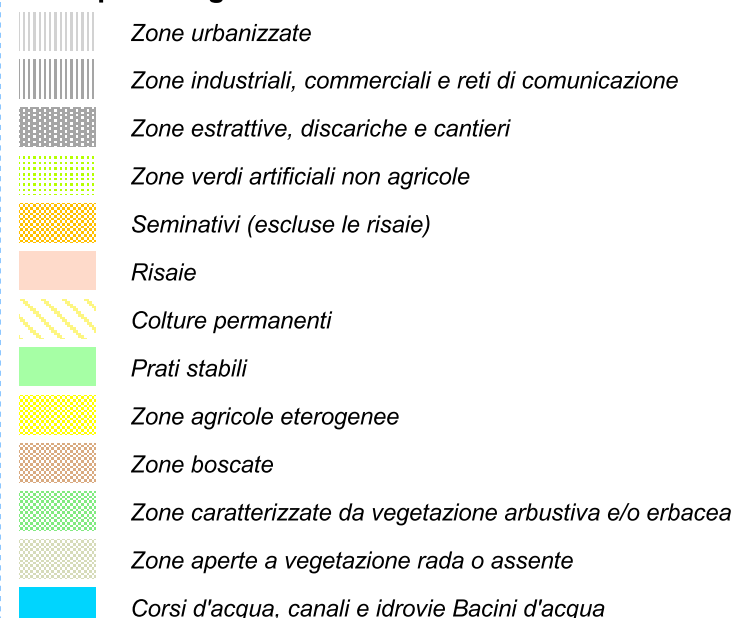 Zone urbanizzate
Zone industriali, commerciali e reti di comunicazione
Zone estrattive, discariche e cantieri
Zone verdi artificiali non agricole
Seminativi (escluse le risaie)
Risaie
Colture permanenti
Prati stabili
Zone agricole eterogenee
Zone boscate
Zone caratterizzate da vegetazione arbustiva e/o erbacea
Zone aperte a vegetazione rada o assente
Corsi d'acqua, canali e idrovie Bacini d'acqua